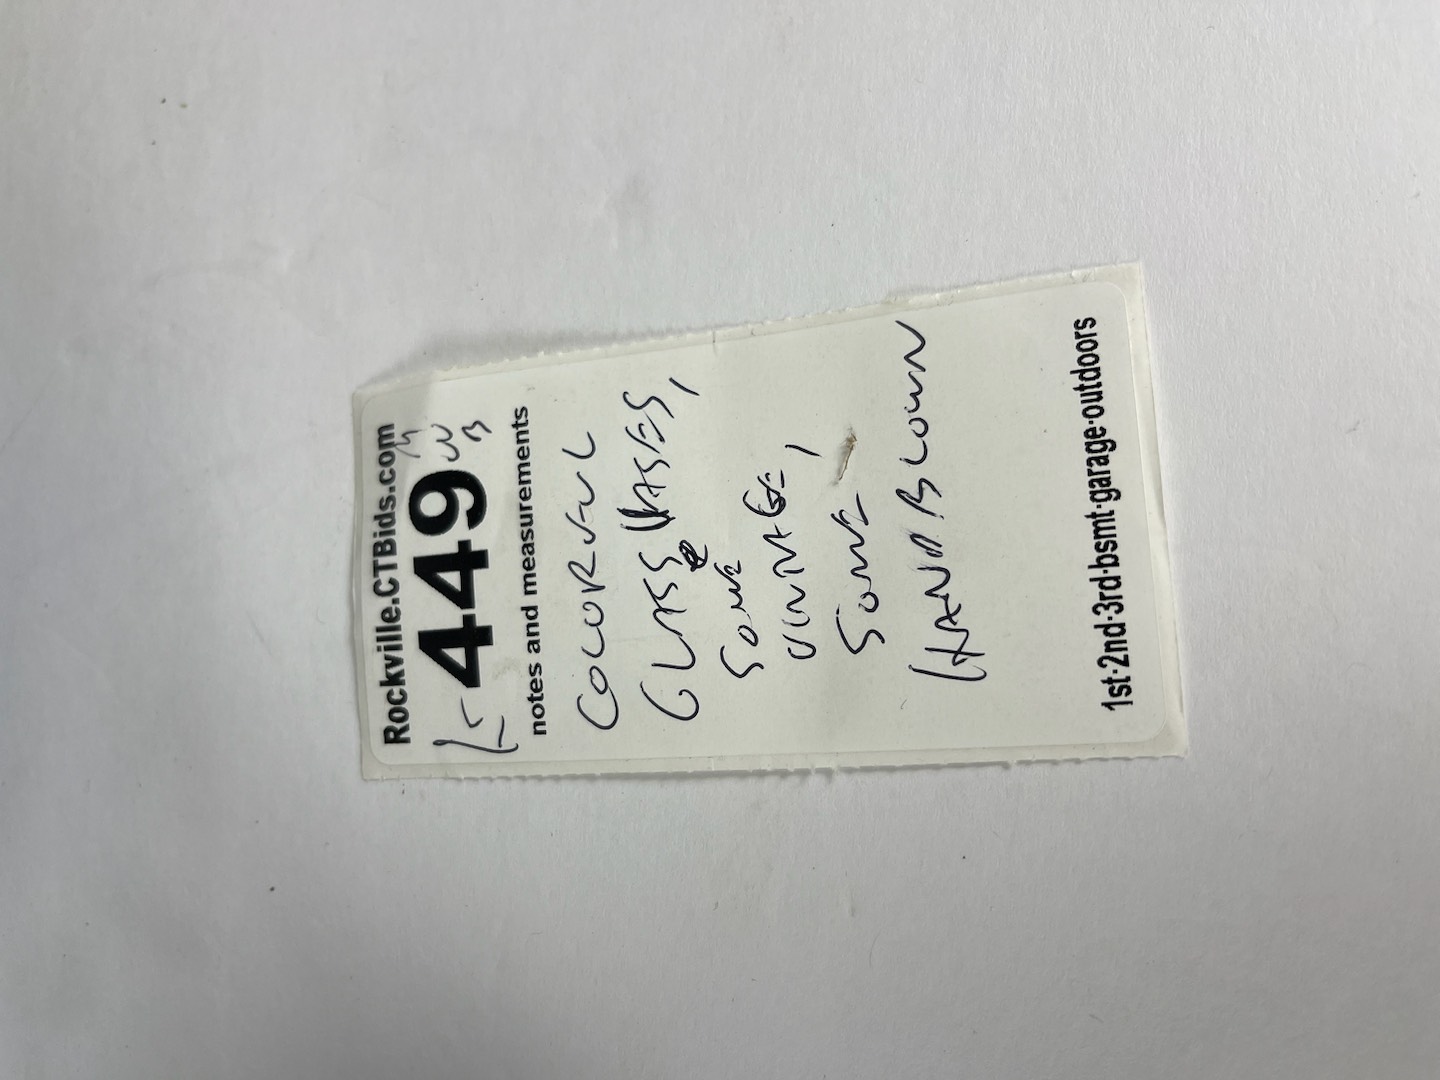 Rockville.CTBids.com
449
notes and measurements
COLORFUL
GLASS VASES,
SOME
VINTAGE,
SOME
HAND BLOWN
1st·2nd·3rd·bsmt·garage·outdoors